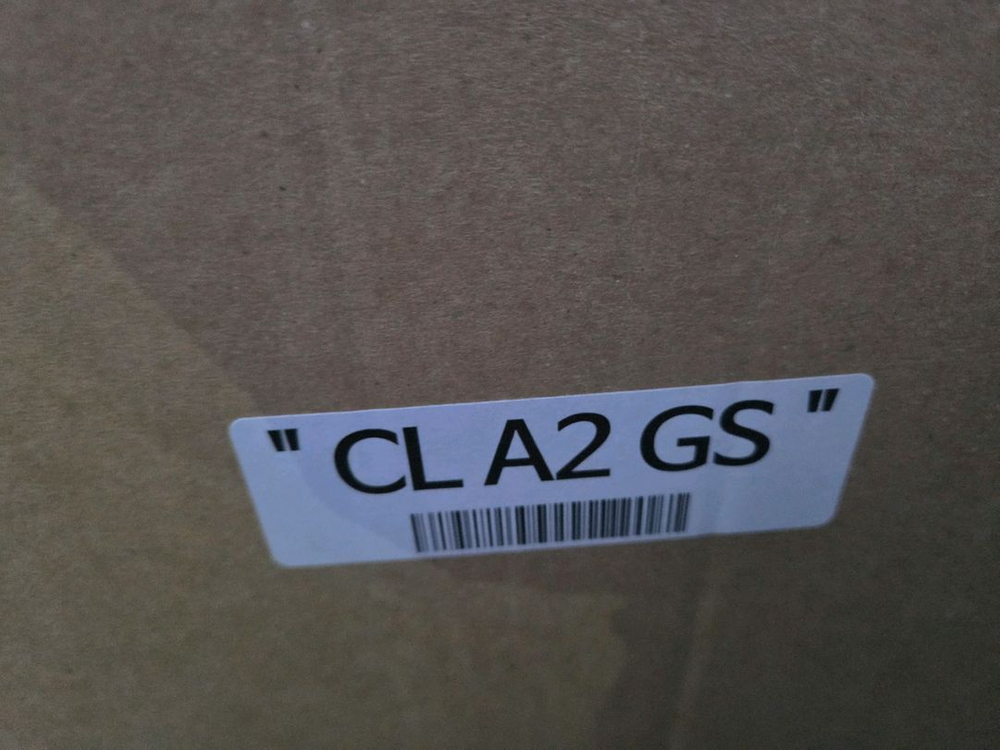 " CL A2 GS "